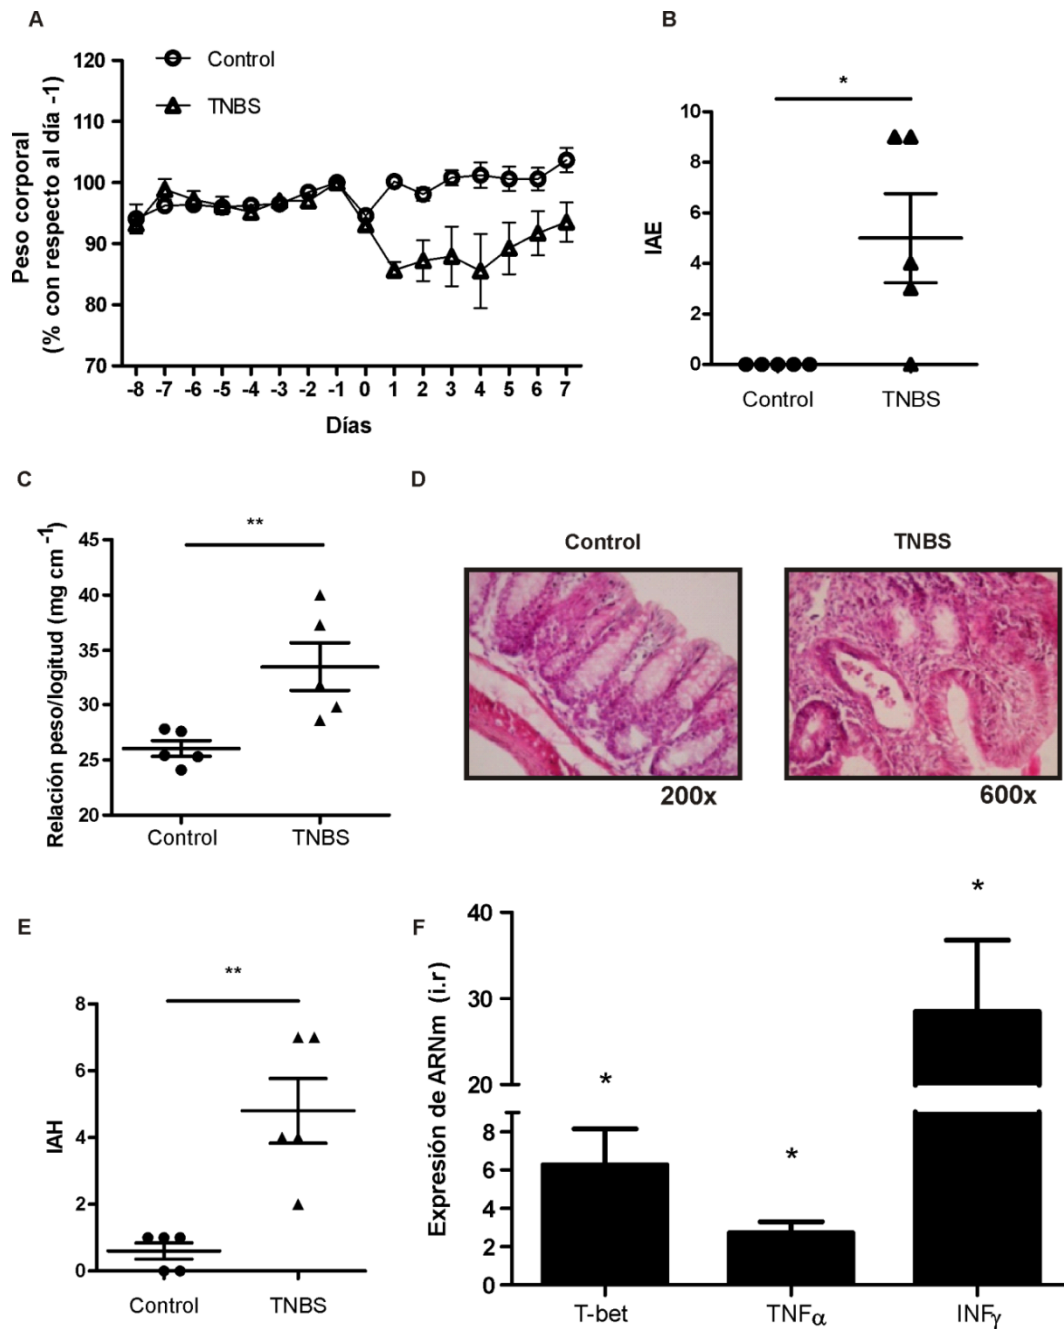 A
Control
TNBS
Peso corporal
(% con respecto al día -1)
120
110
100
90
80
70
-8 -7 -6 -5 -4 -3 -2 -1 0 1 2 3 4 5 6 7
Días
B
*
IAE
10
8
6
4
2
0
Control TNBS
C
**
Relación peso/logitud (mg cm⁻¹)
45
40
35
30
25
20
Control TNBS
D
Control TNBS
200x 600x
E
**
IAH
8
6
4
2
0
Control TNBS
F
Expresión de ARNm (i.r)
40
30
20
8
6
4
2
0
*
*
*
T-bet TNFα INFγ